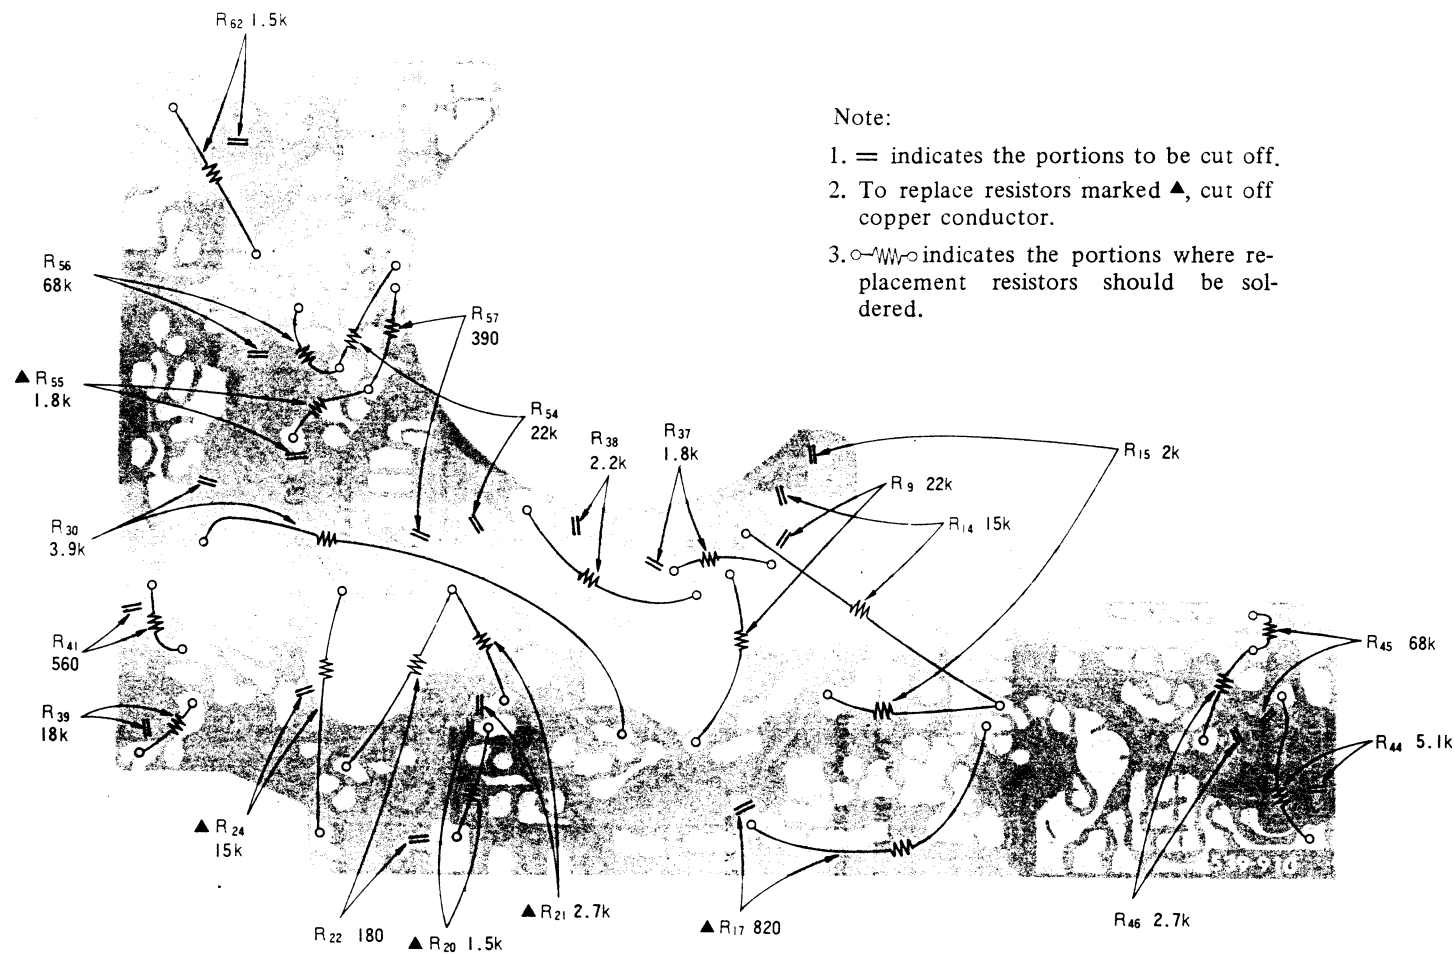 R62 1.5k
Note:
1. = indicates the portions to be cut off.
2. To replace resistors marked ▲, cut off
copper conductor.
3. indicates the portions where re-
placement resistors should be sol-
dered.
R56
68k
R57
390
▲ R55
1.8k
R54
22k
R38
2.2k
R37
1.8k
R15 2k
R9 22k
R14 15k
R30
3.9k
R41
560
R45 68k
R39
18k
R44 5.1k
▲ R24
15k
▲ R21 2.7k
R22 180
▲ R20 1.5k
▲ R17 820
R46 2.7k